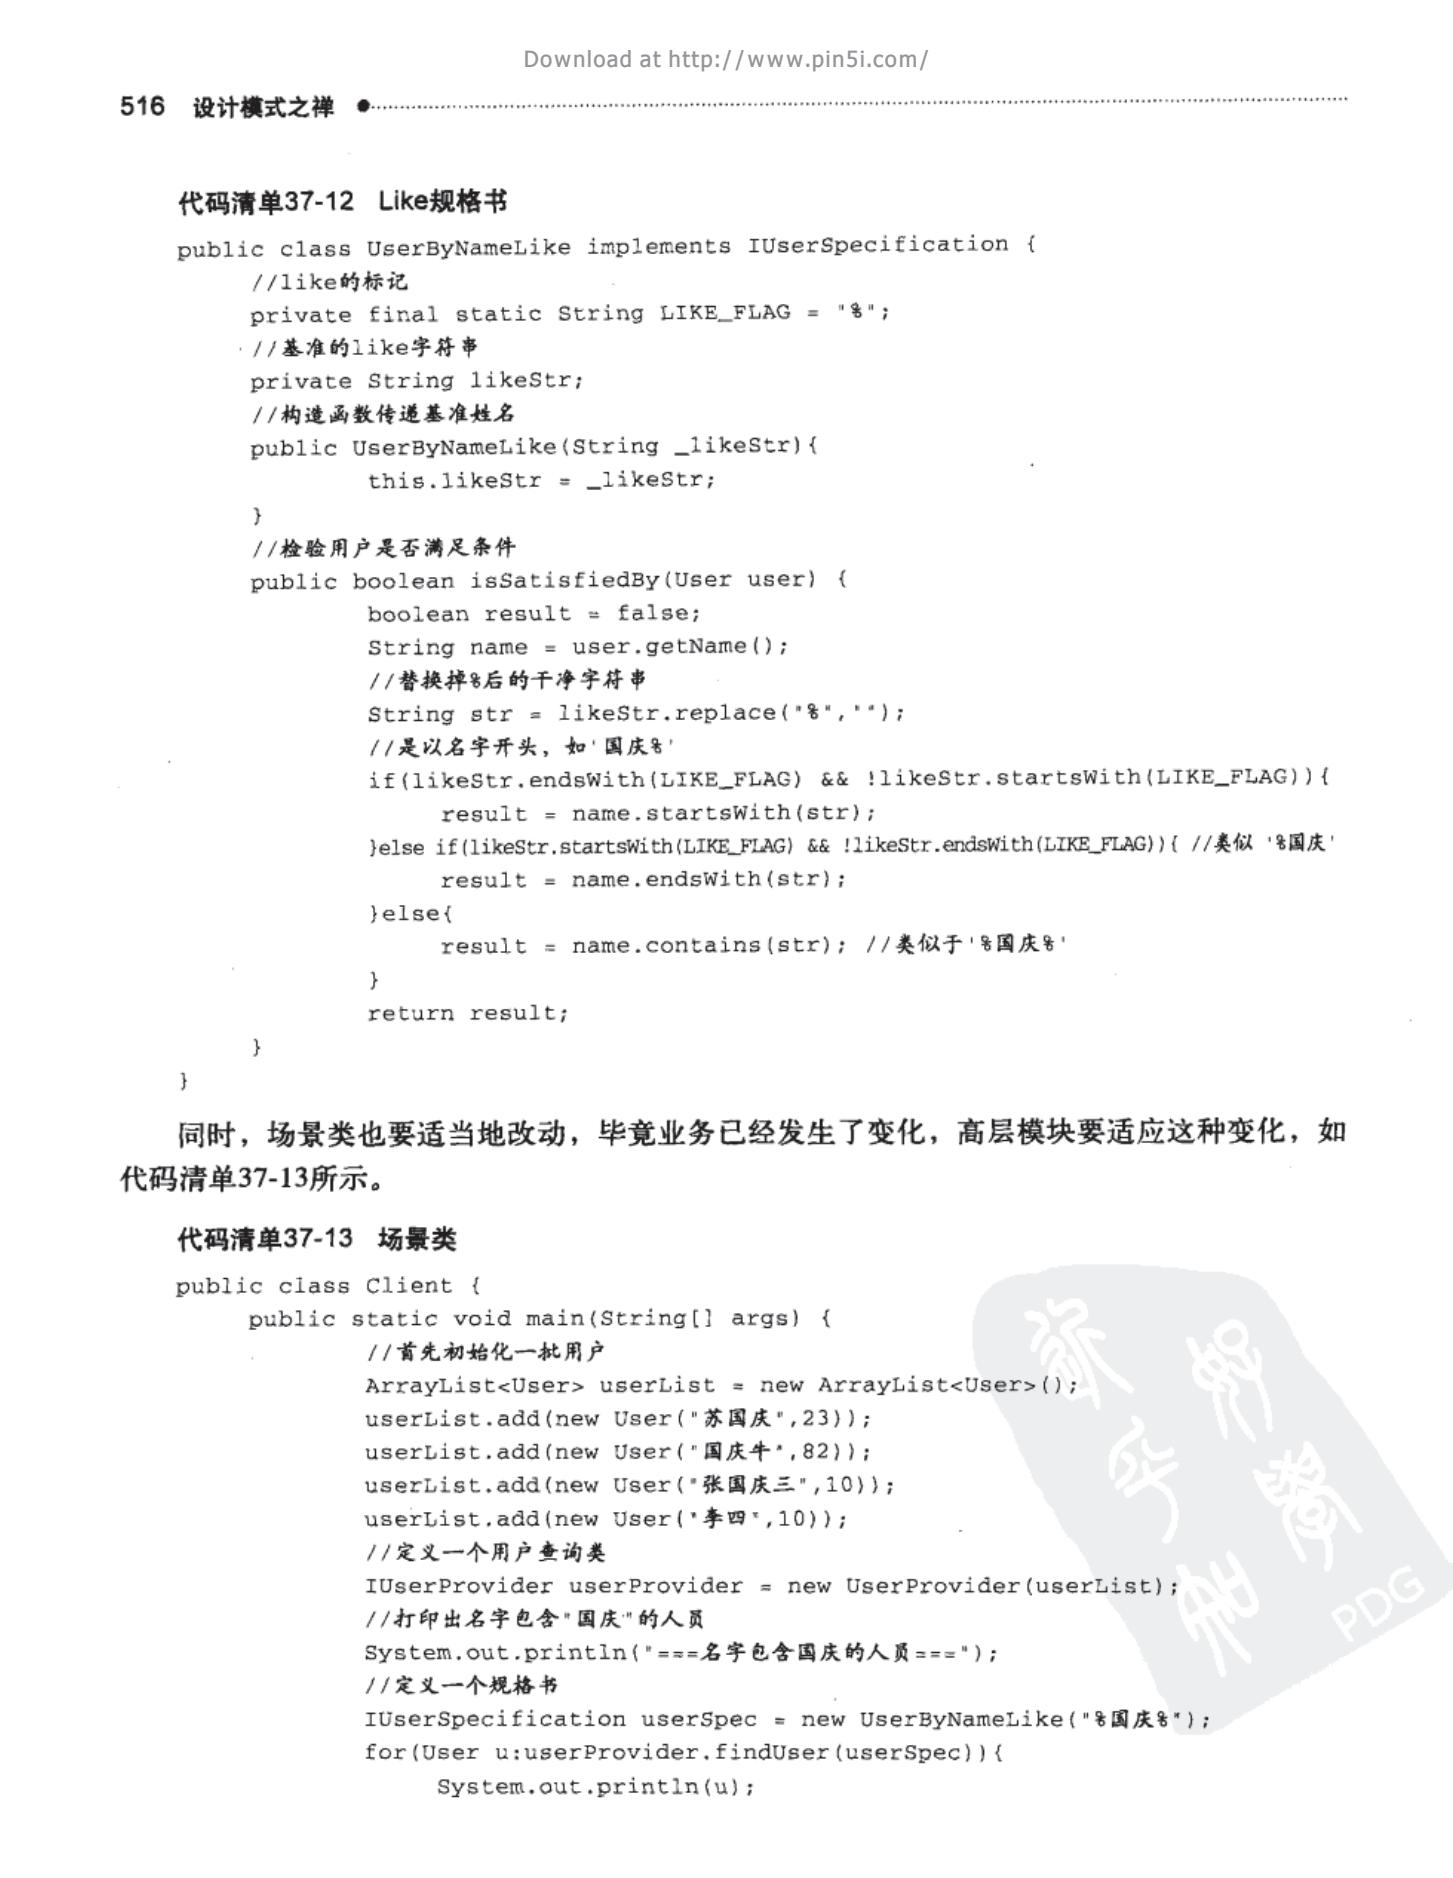 Download at http://www.pin5i.com/
516 设计模式之禅
代码清单37-12 Like规格书
public class UserByNameLike implements IUserSpecification {
//like的标记
private final static String LIKE_FLAG = "%";
//基准的like字符串
private String likeStr;
//构造函数传递基准姓名
public UserByNameLike(String _likeStr){
this.likeStr = _likeStr;
}
//检验用户是否满足条件
public boolean isSatisfiedBy(User user) {
boolean result = false;
String name = user.getName();
//替换掉%后的干净字符串
String str = likeStr.replace("%","");
//是以名字开头，如'国庆%'
if(likeStr.endsWith(LIKE_FLAG) && !likeStr.startsWith(LIKE_FLAG)){
result = name.startsWith(str);
}else if(likeStr.startsWith(LIKE_FLAG) && !likeStr.endsWith(LIKE_FLAG)){ //类似 '%国庆'
result = name.endsWith(str);
}else{
result = name.contains(str); //类似于'%国庆%'
}
return result;
}
}
同时，场景类也要适当地改动，毕竟业务已经发生了变化，高层模块要适应这种变化，如
代码清单37-13所示。
代码清单37-13 场景类
public class Client {
public static void main(String[] args) {
//首先初始化一批用户
ArrayList<User> userList = new ArrayList<User>();
userList.add(new User("苏国庆",23));
userList.add(new User("国庆牛",82));
userList.add(new User("张国庆三",10));
userList.add(new User("李四",10));
//定义一个用户查询类
IUserProvider userProvider = new UserProvider(userList);
//打印出名字包含"国庆"的人员
System.out.println("===名字包含国庆的人员===");
//定义一个规格书
IUserSpecification userSpec = new UserByNameLike("%国庆%");
for(User u:userProvider.findUser(userSpec)){
System.out.println(u);
PDG